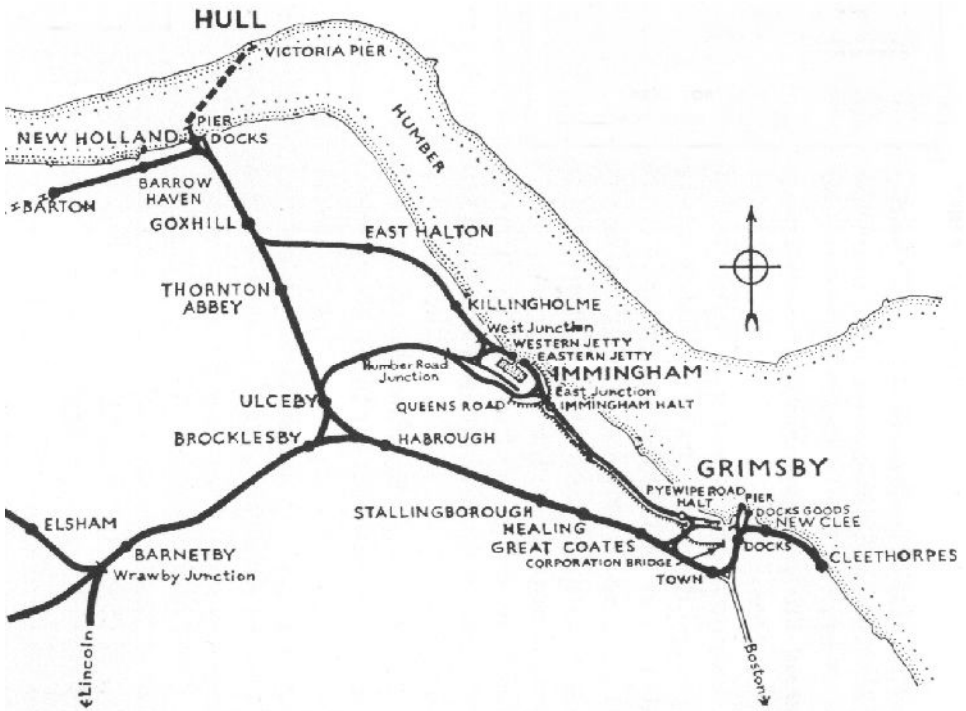 HULL
VICTORIA PIER
HUMBER
PIER
NEW HOLLAND
DOCKS
BARROW
HAVEN
BARTON
GOXHILL
EAST HALTON
THORNTON
ABBEY
KILLINGHOLME
West Junction
WESTERN JETTY
EASTERN JETTY
Humber Road
Junction
IMMINGHAM
East Junction
QUEENS ROAD
IMMINGHAM HALT
ULCEBY
BROCKLESBY
HABROUGH
GRIMSBY
PYEWIPE ROAD
HALT
PIER
DOCKS GOODS
NEW CLEE
STALLINGBOROUGH
ELSHAM
HEALING
GREAT COATES
DOCKS
CLEETHORPES
BARNETBY
CORPORATION BRIDGE
Wrawby Junction
TOWN
Lincoln
Boston